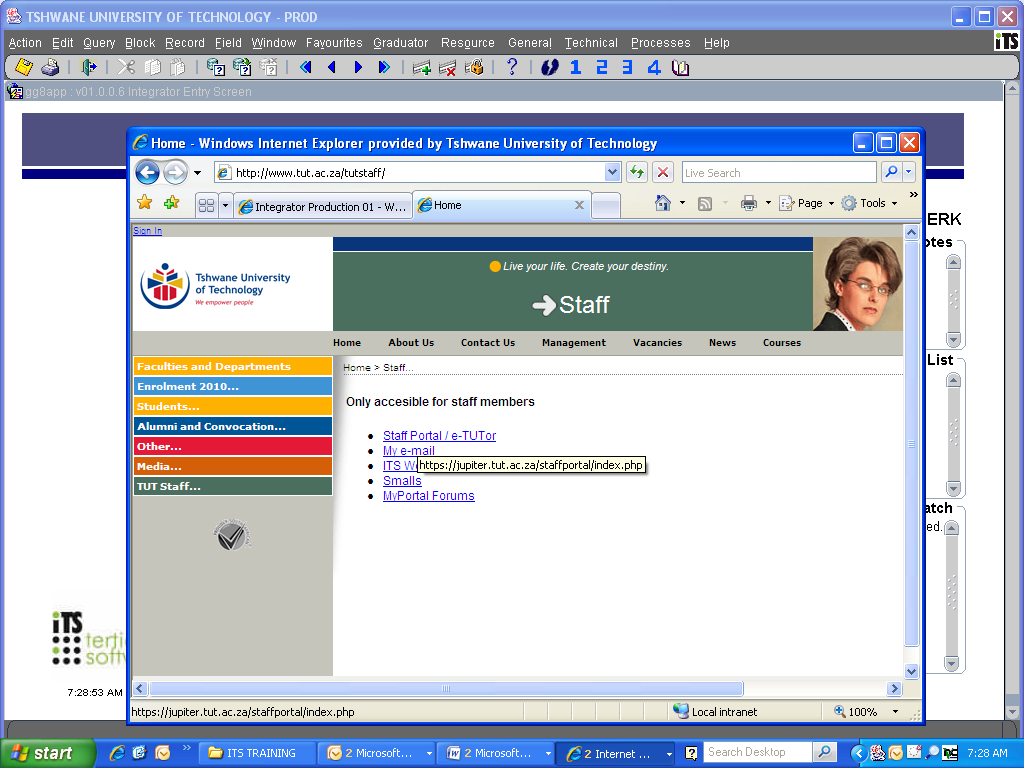 TSHWANE UNIVERSITY OF TECHNOLOGY - PROD
Action Edit Query Block Record Field Window Favourites Graduator Resource General Technical Processes Help
iTS
1 2 3 4
gg8app : v01.0.0.6 Integrator Entry Screen
Home - Windows Internet Explorer provided by Tshwane University of Technology
http://www.tut.ac.za/tutstaff/
Live Search
Integrator Production 01 - W...
Home
Page
Tools
ERK
otes
List
atch
ed.
Sign In
Tshwane University
of Technology
We empower people
Live your life. Create your destiny.
Staff
Home About Us Contact Us Management Vacancies News Courses
Faculties and Departments
Enrolment 2010...
Students...
Alumni and Convocation...
Other...
Media...
TUT Staff...
Home > Staff...
Only accesible for staff members
Staff Portal / e-TUTor
My e-mail
ITS We
https://jupiter.tut.ac.za/staffportal/index.php
Smalls
MyPortal Forums
iTS
terti
softw
7:28:53 AM
https://jupiter.tut.ac.za/staffportal/index.php
Local intranet
100%
start
ITS TRAINING
2 Microsoft...
2 Microsoft...
2 Internet ...
Search Desktop
7:28 AM